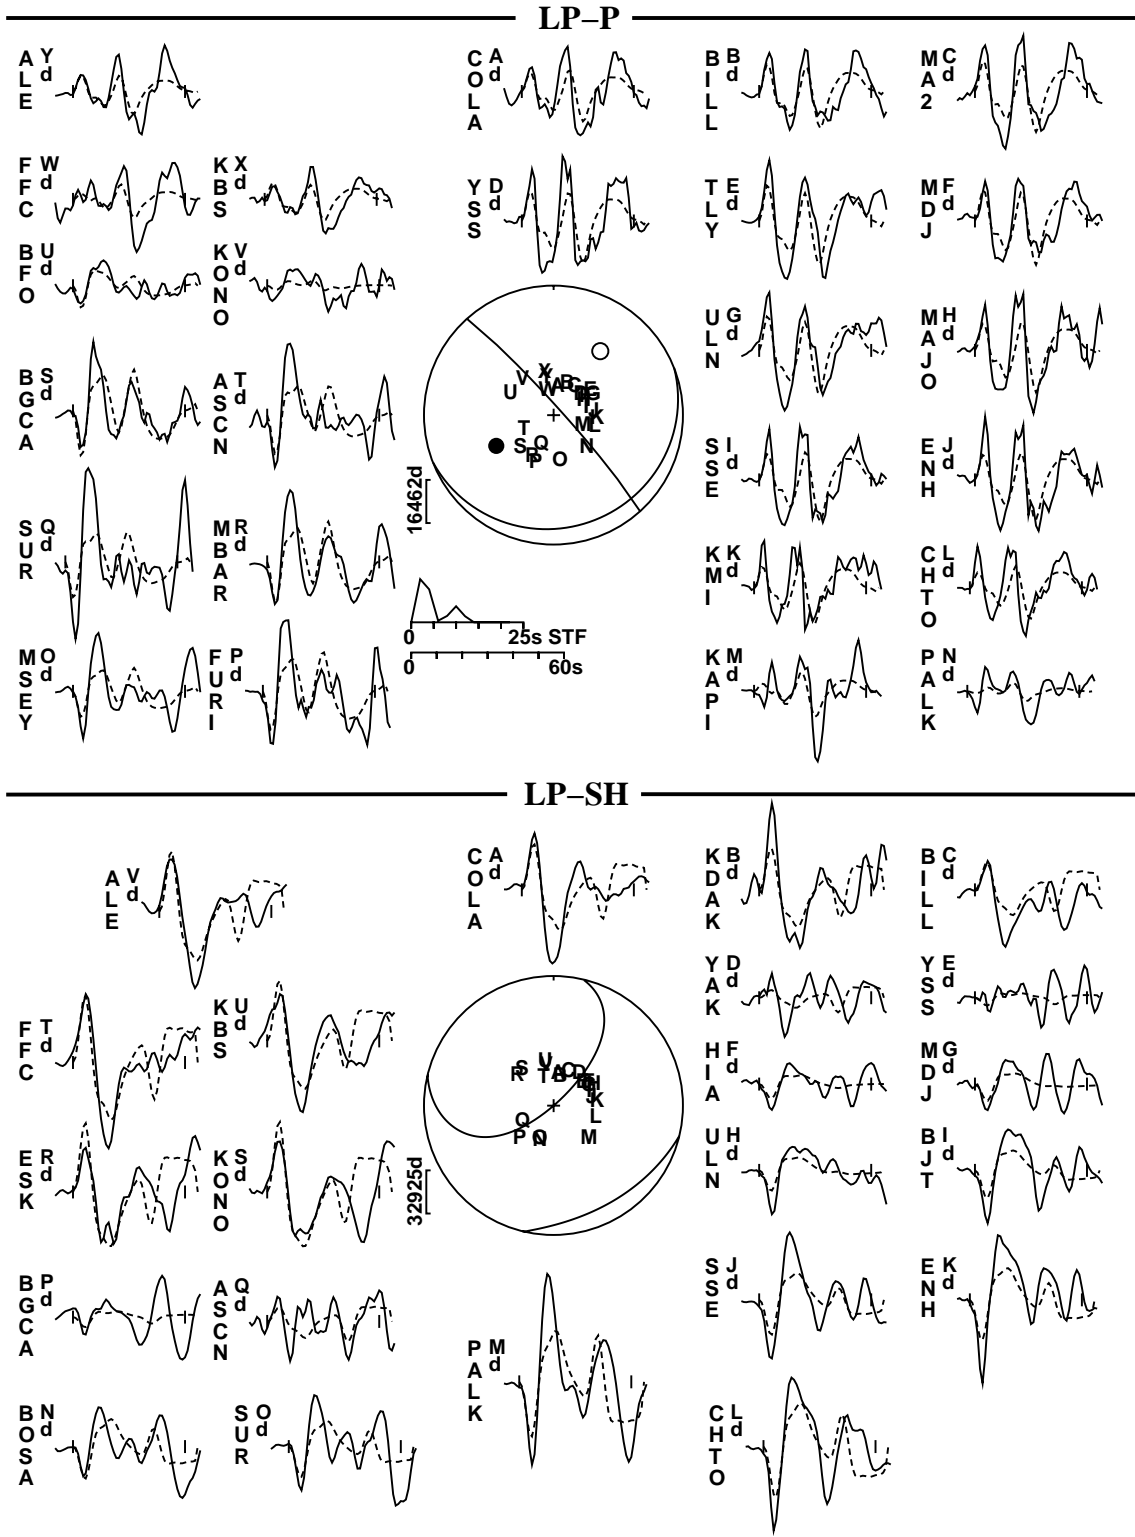 LP–P
ALE Y d
COLA A d
BILL B d
MA2 C d
FFC W d
KBS X d
YSS D d
TLY E d
MDJ F d
BFO U d
KONO V d
ULN G d
MAJO H d
BGCA S d
ASCN T d
SSE I d
ENH J d
16462d
SUR Q d
MBAR R d
KMI K d
CHTO L d
0 25s STF
0 60s
MSEY O d
FURI P d
KAPI M d
PALK N d
LP–SH
ALE V d
COLA A d
KDAK B d
BILL C d
YAK D d
YSS E d
FFC T d
KBS U d
HIA F d
MDJ G d
ESK R d
KONO S d
32925d
ULN H d
BJT I d
BGCA P d
ASCN Q d
SSE J d
ENH K d
PALK M d
BOSA N d
SUR O d
CHTO L d